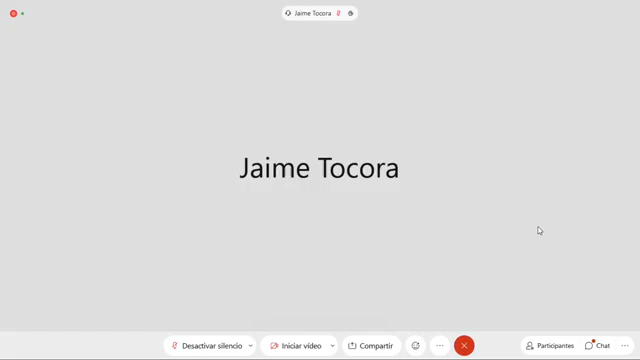 Jaime Tocora
Jaime Tocora
Desactivar silencio
Iniciar vídeo
Compartir
Participantes
Chat